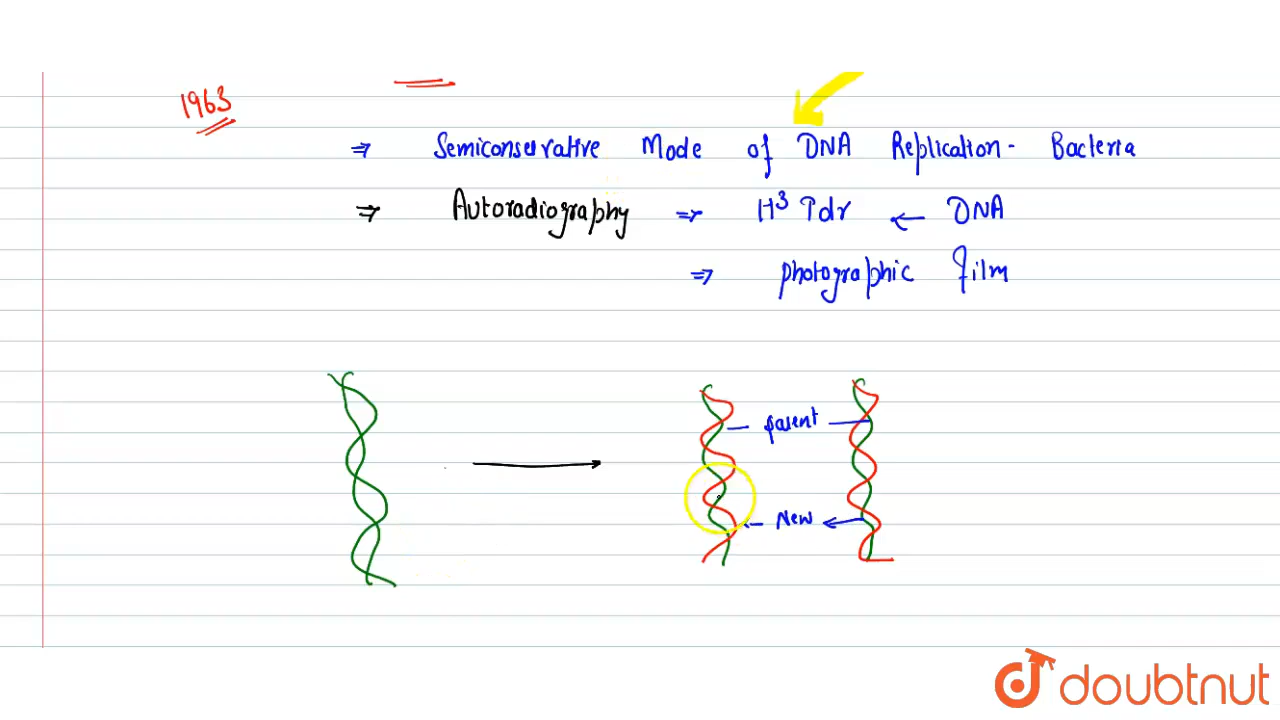 1963
⇒ Semiconservative Mode of DNA Replication- Bacteria
⇒ Autoradiography ⇒ H³ Tdr ← DNA
⇒ photographic film
parent
New
doubtnut